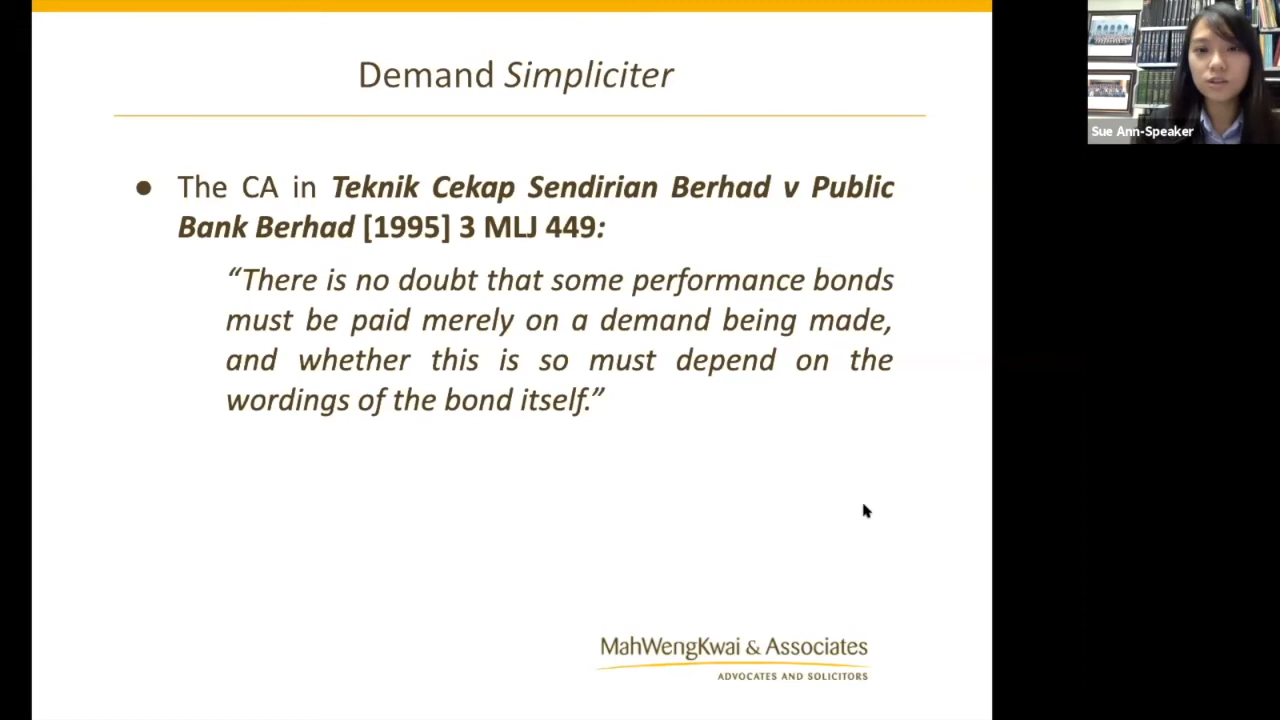 Demand Simpliciter
● The CA in Teknik Cekap Sendirian Berhad v Public
Bank Berhad [1995] 3 MLJ 449:
“There is no doubt that some performance bonds
must be paid merely on a demand being made,
and whether this is so must depend on the
wordings of the bond itself.”
MahWengKwai & Associates
ADVOCATES AND SOLICITORS
Sue Ann-Speaker